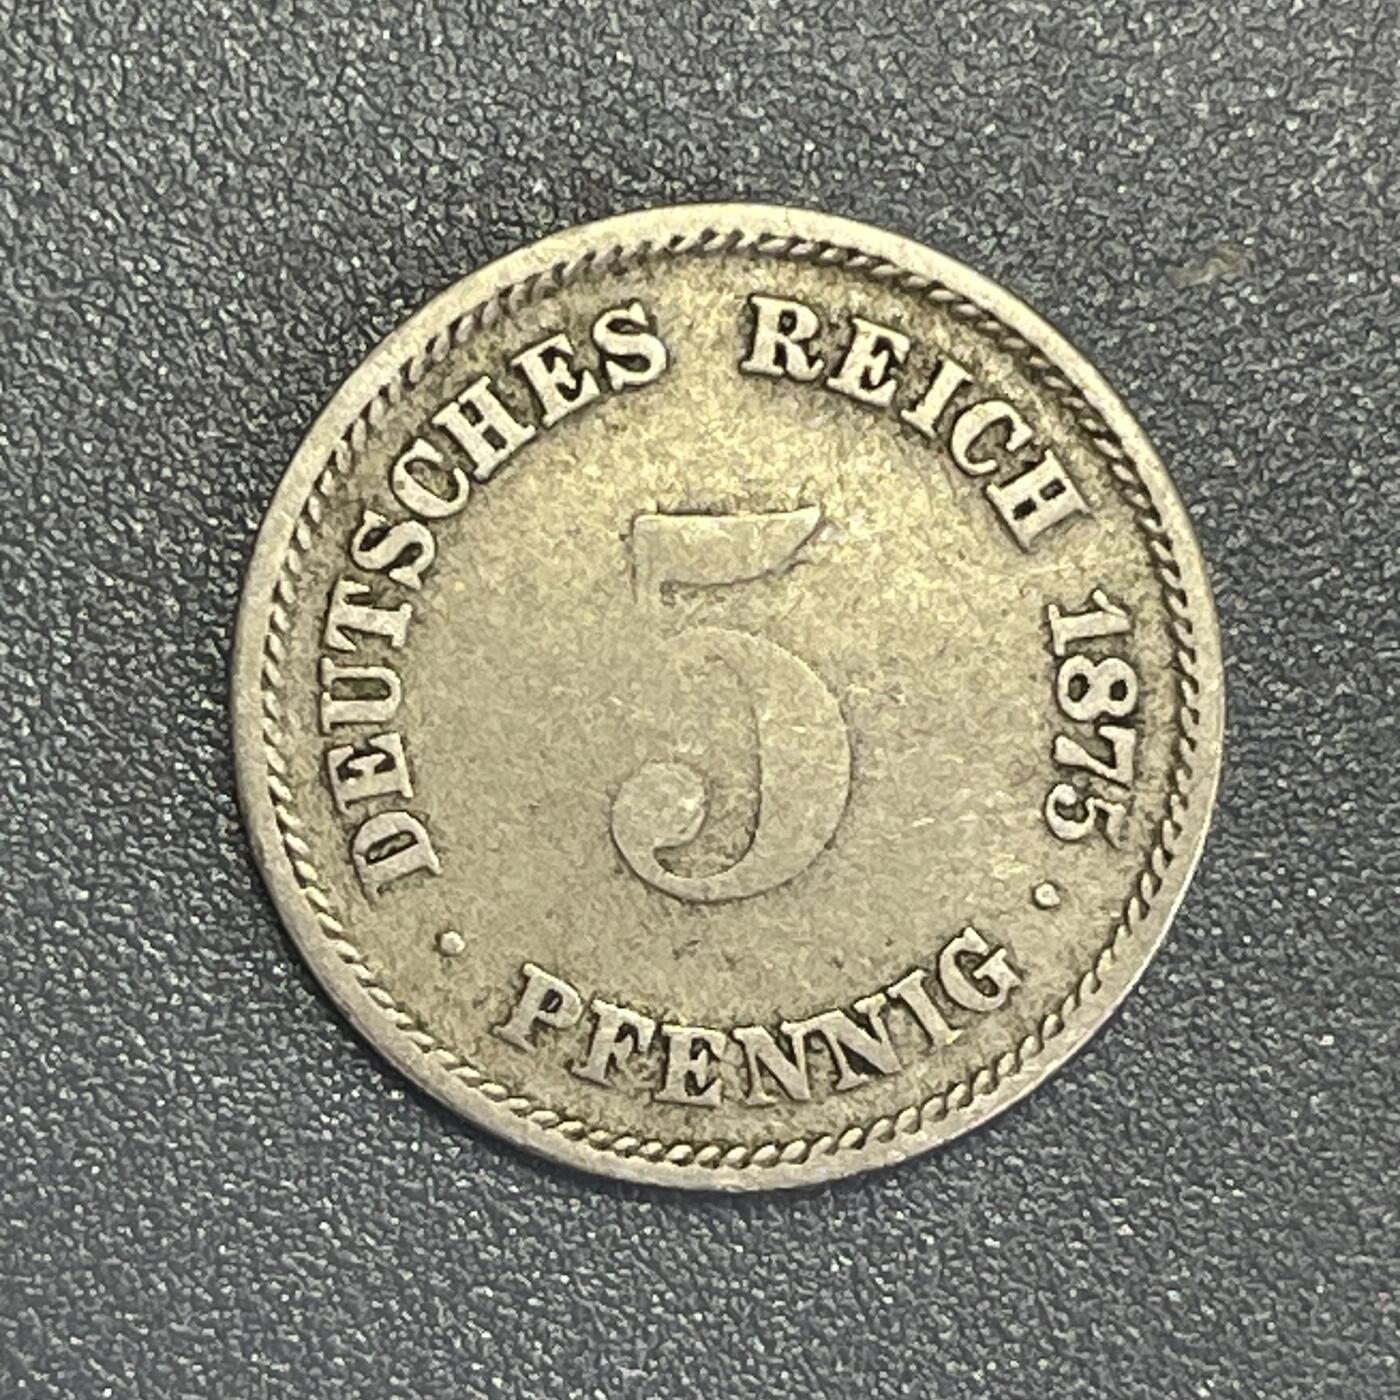 DEUTSCHES REICH 1875
5
· PFENNIG ·